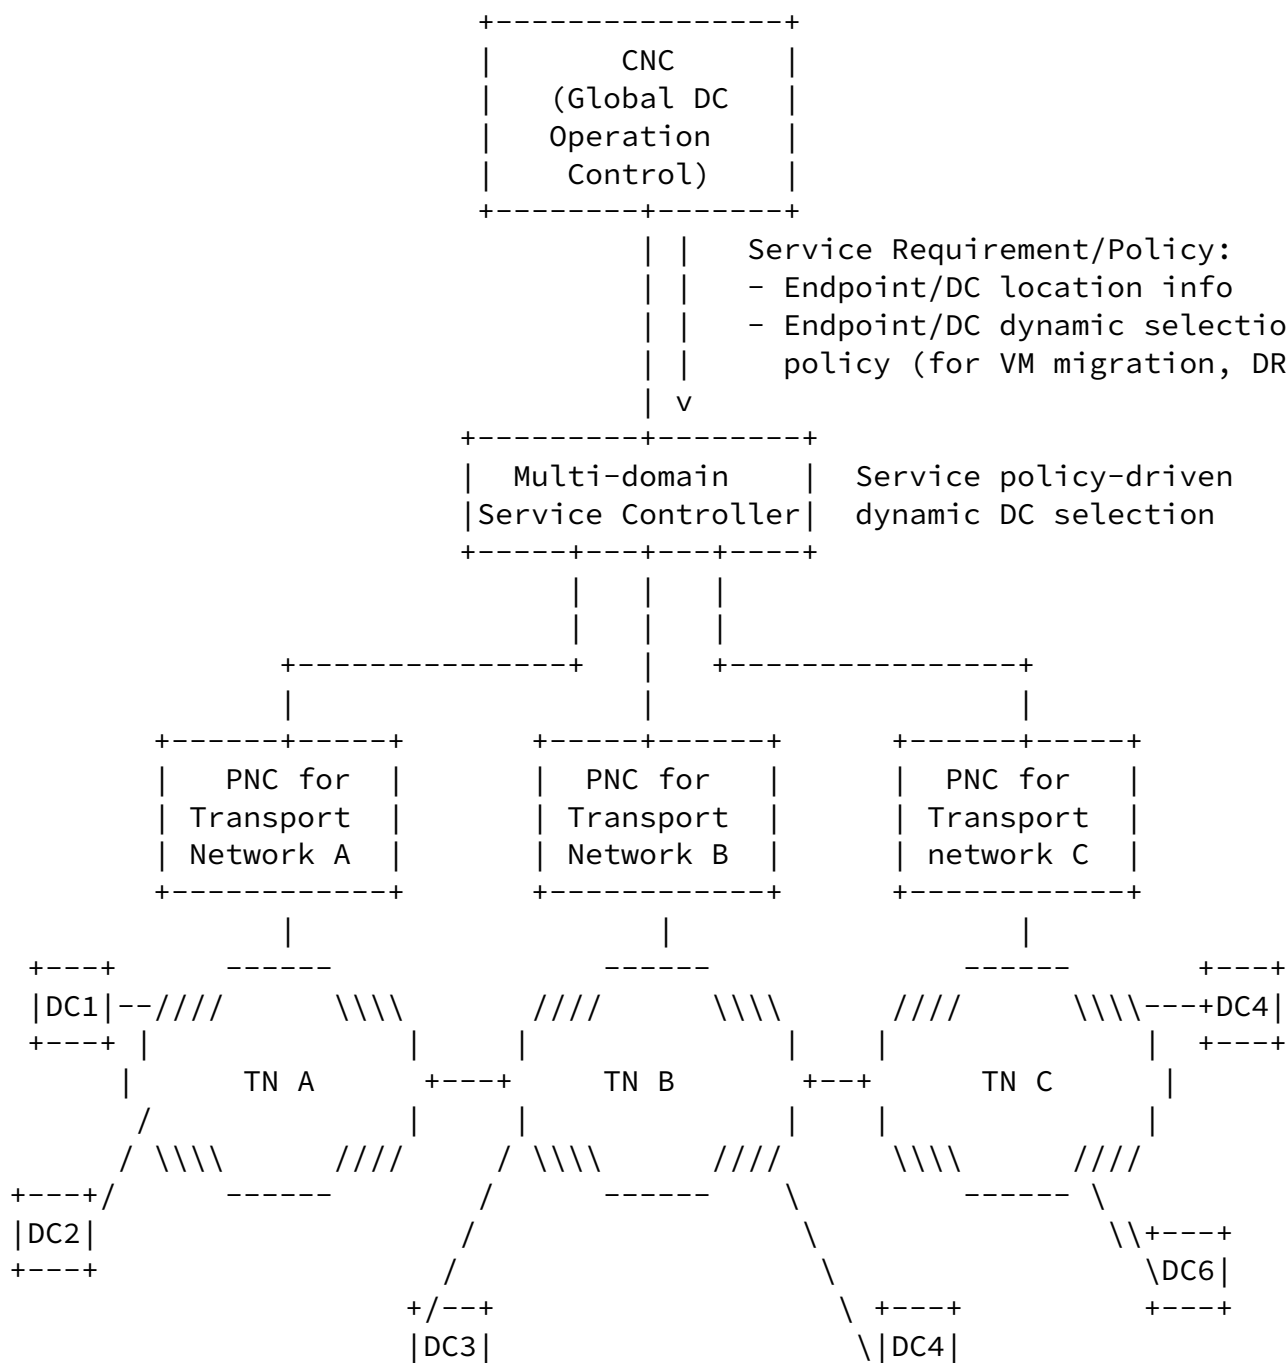 CNC
(Global DC
Operation
Control)
Service Requirement/Policy:
- Endpoint/DC location info
- Endpoint/DC dynamic selectio
policy (for VM migration, DR
v
Multi-domain
Service Controller
Service policy-driven
dynamic DC selection
PNC for
Transport
Network A
PNC for
Transport
Network B
PNC for
Transport
network C
DC1
DC4
TN A
TN B
TN C
DC2
DC6
DC3
DC4